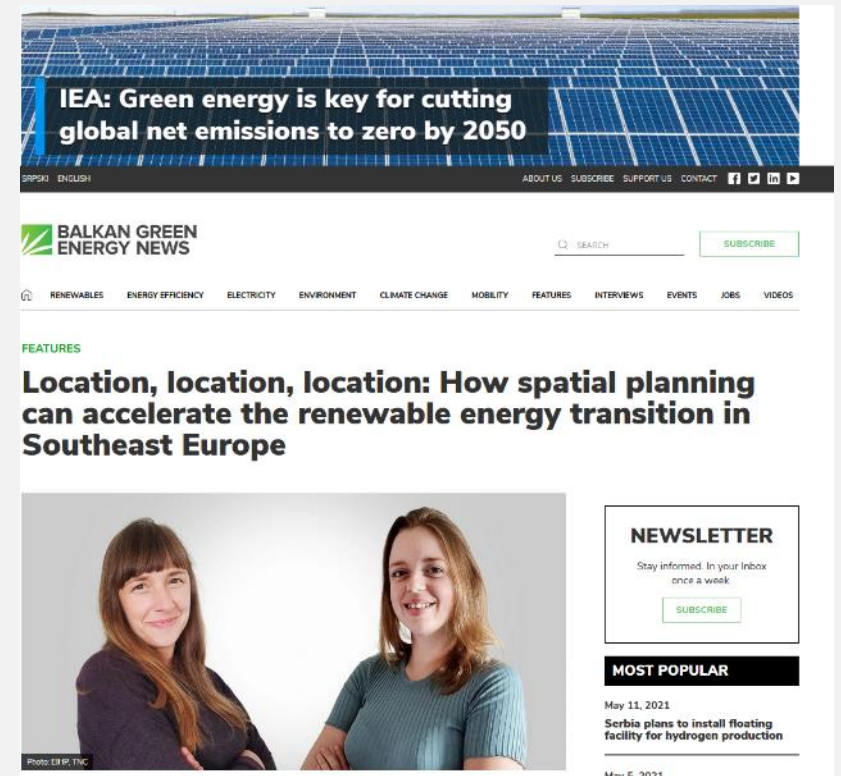 IEA: Green energy is key for cutting
global net emissions to zero by 2050
SRPSKI ENGLISH
ABOUT US SUBSCRIBE SUPPORT US CONTACT
BALKAN GREEN
ENERGY NEWS
SEARCH
SUBSCRIBE
RENEWABLES ENERGY EFFICIENCY ELECTRICITY ENVIRONMENT CLIMATE CHANGE MOBILITY FEATURES INTERVIEWS EVENTS JOBS VIDEOS
FEATURES
Location, location, location: How spatial planning
can accelerate the renewable energy transition in
Southeast Europe
Photo: EIHP, TNC
NEWSLETTER
Stay informed. In your Inbox
once a week.
SUBSCRIBE
MOST POPULAR
May 11, 2021
Serbia plans to install floating
facility for hydrogen production
May 5, 2021